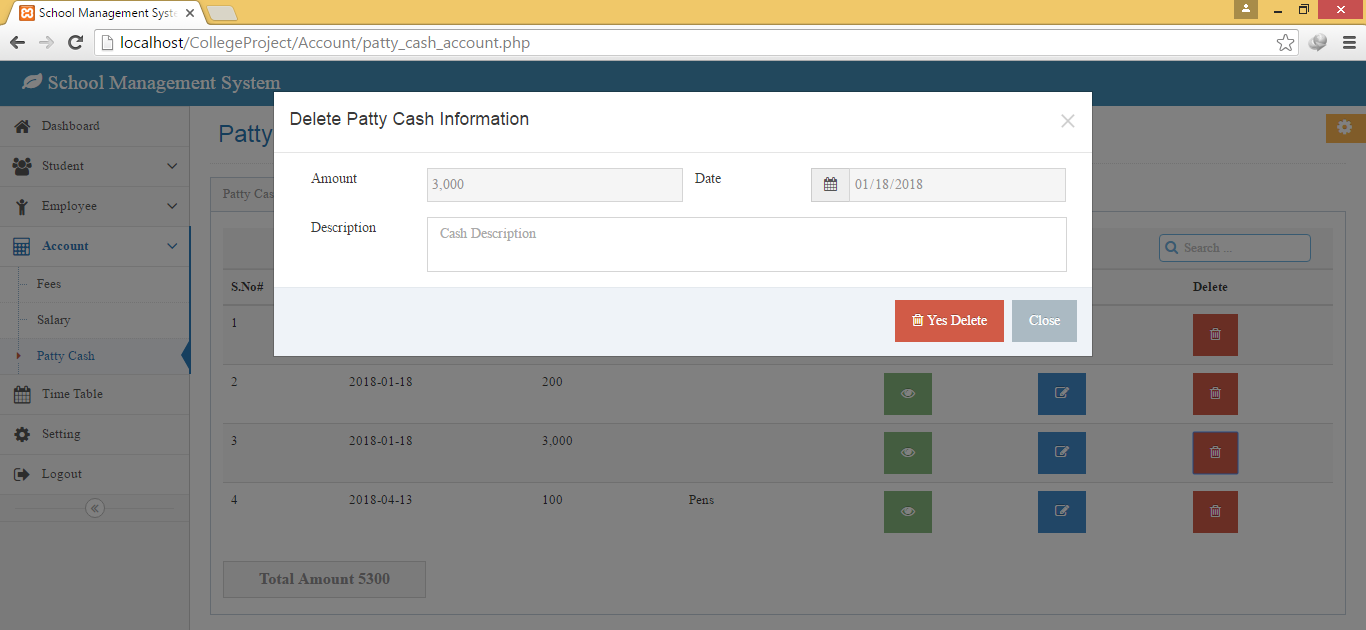 School Management Syst
localhost/CollegeProject/Account/patty_cash_account.php
School Management System
Dashboard
Student
Employee
Account
Fees
Salary
Patty Cash
Time Table
Setting
Logout
Patty
Patty Cas
Delete Patty Cash Information
Amount 3,000 Date 01/18/2018
Description Cash Description
Yes Delete Close
Search ...
S.No# Delete
1
2 2018-01-18 200
3 2018-01-18 3,000
4 2018-04-13 100 Pens
Total Amount 5300